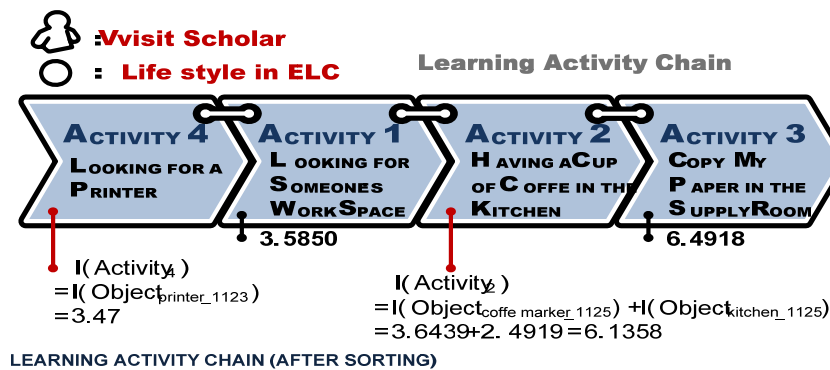 :Vvisit Scholar
: Life style in ELC
Learning Activity Chain
ACTIVITY 4
LOOKING FOR A
PRINTER
ACTIVITY 1
L OOKING FOR
SOMEONES
WORKSPACE
ACTIVITY 2
HAVING ACUP
OF COFFE IN THE
KITCHEN
ACTIVITY 3
COPY MY
PAPER IN THE
SUPPLYROOM
3.5850
6.4918
I(Activity4)
=I(Objectprinter_1123)
=3.47
I(Activity2)
=I(Objectcoffe marker_1125) +I(Objectkitchen_1125)
=3.6439+2. 4919=6.1358
LEARNING ACTIVITY CHAIN (AFTER SORTING)